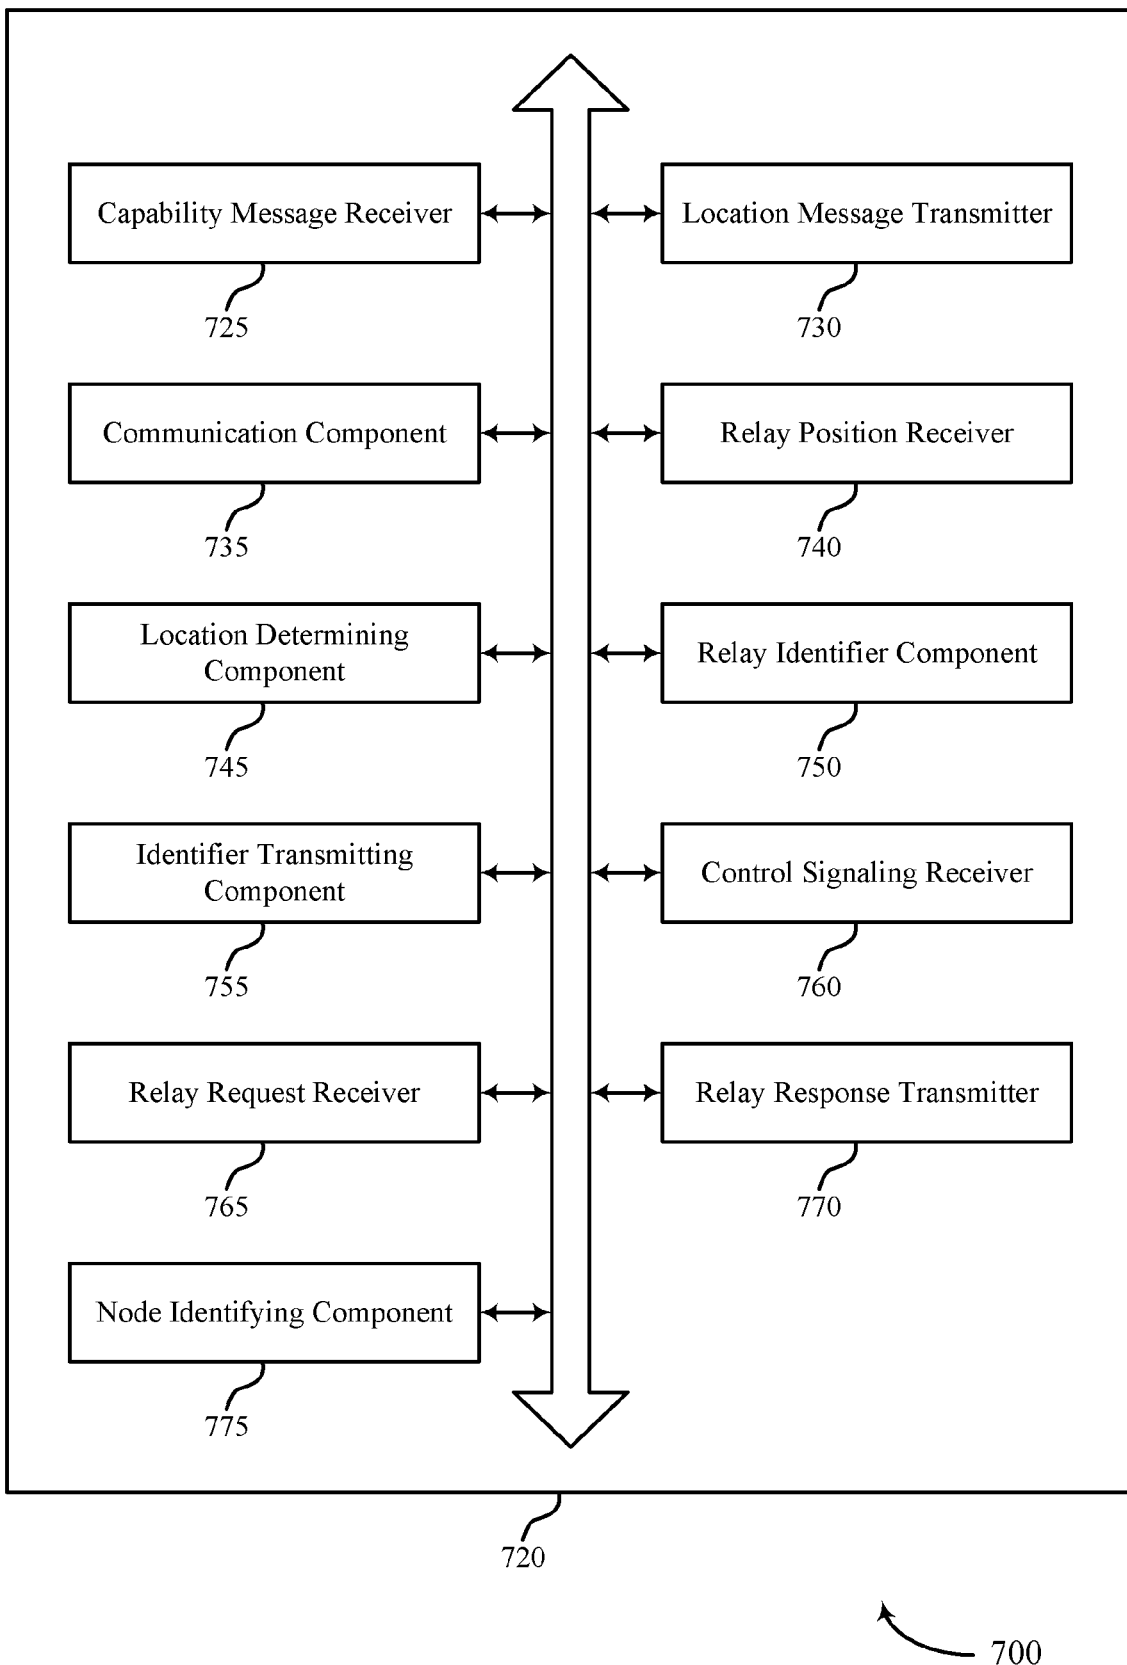 Capability Message Receiver
725
Location Message Transmitter
730
Communication Component
735
Relay Position Receiver
740
Location Determining
Component
745
Relay Identifier Component
750
Identifier Transmitting
Component
755
Control Signaling Receiver
760
Relay Request Receiver
765
Relay Response Transmitter
770
Node Identifying Component
775
720
700